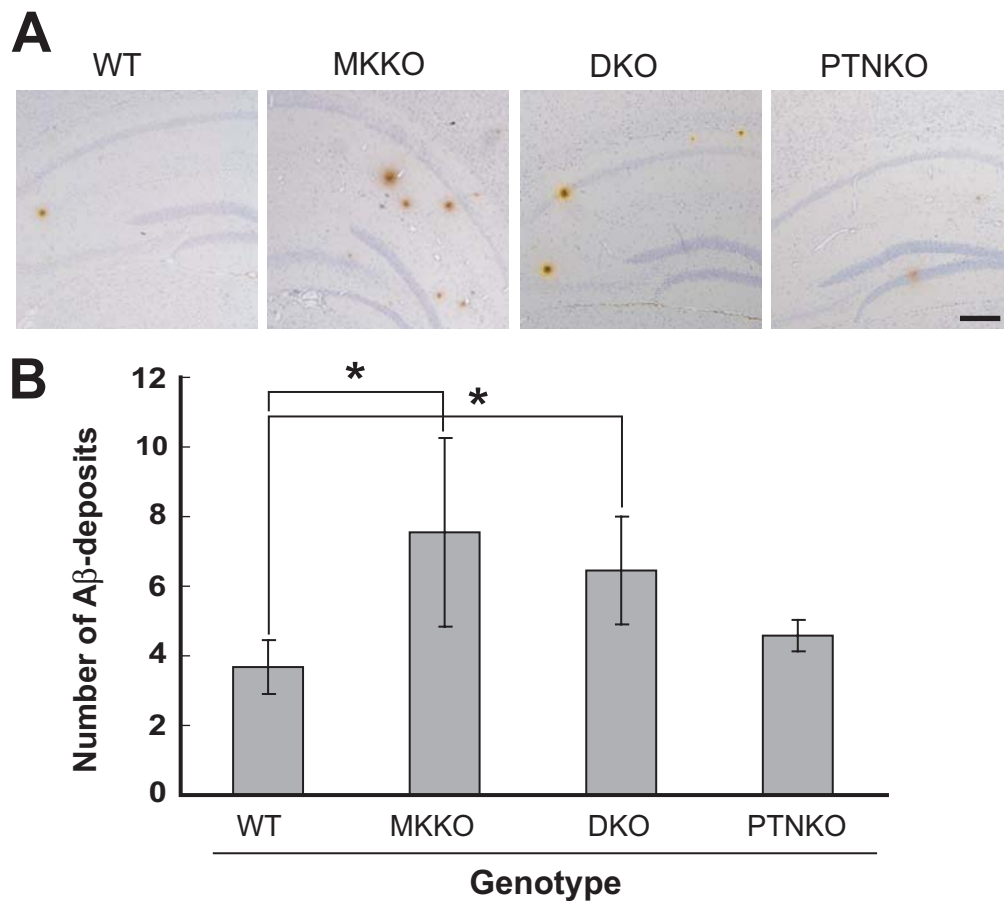 A
WT MKKO DKO PTNKO
B
Number of Aβ-deposits
12
10
8
6
4
2
0
* *
WT MKKO DKO PTNKO
Genotype